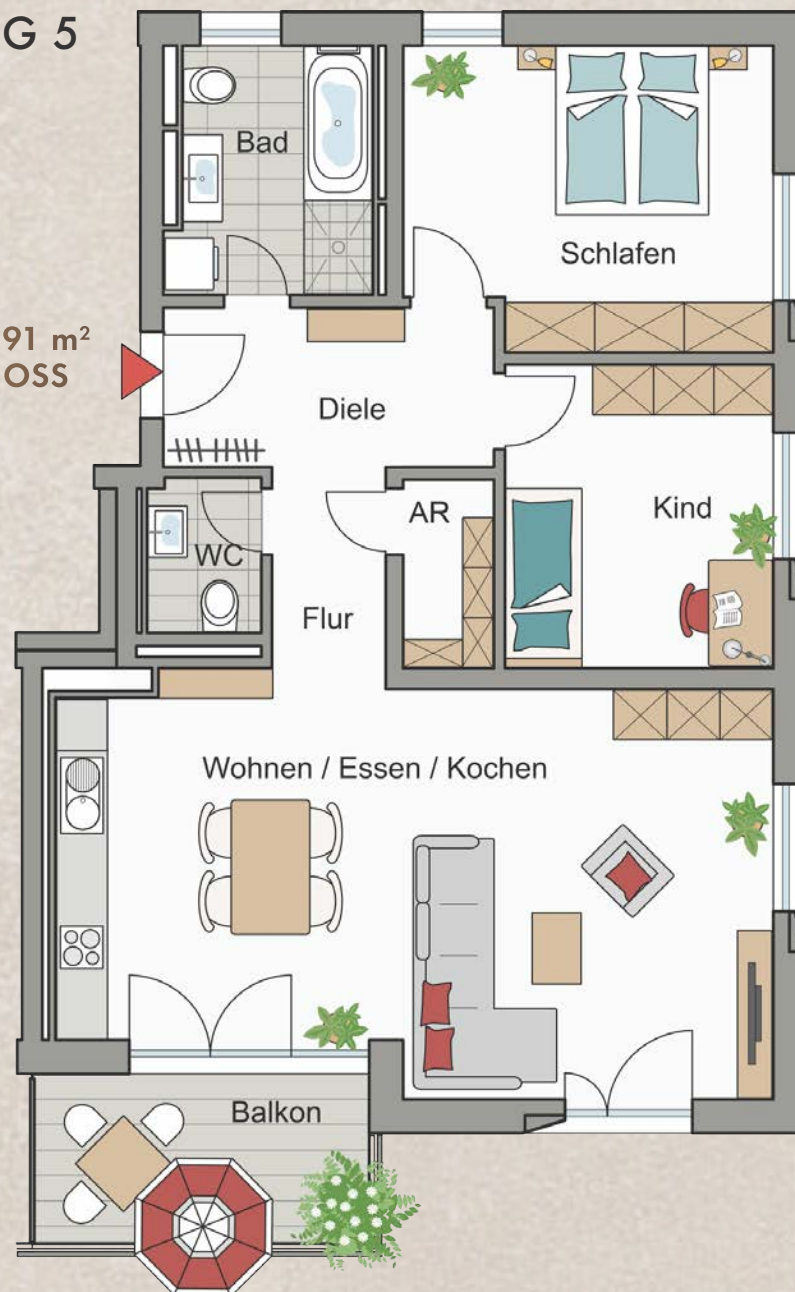 G 5
Bad
Schlafen
91 m²
OSS
Diele
Kind
AR
WC
Flur
Wohnen / Essen / Kochen
Balkon